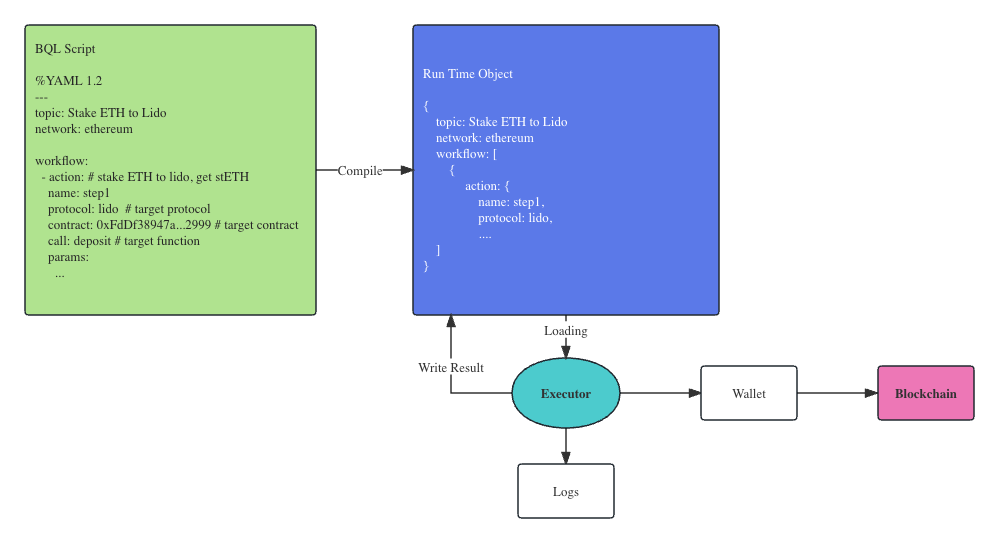 BQL Script
%YAML 1.2
---
topic: Stake ETH to Lido
network: ethereum
workflow:
- action: # stake ETH to lido, get stETH
name: step1
protocol: lido  # target protocol
contract: 0xFdDf38947a...2999 # target contract
call: deposit # target function
params:
...
Compile
Run Time Object
{
topic: Stake ETH to Lido
network: ethereum
workflow: [
{
action: {
name: step1,
protocol: lido,
....
]
}
Loading
Write Result
Executor
Wallet
Blockchain
Logs